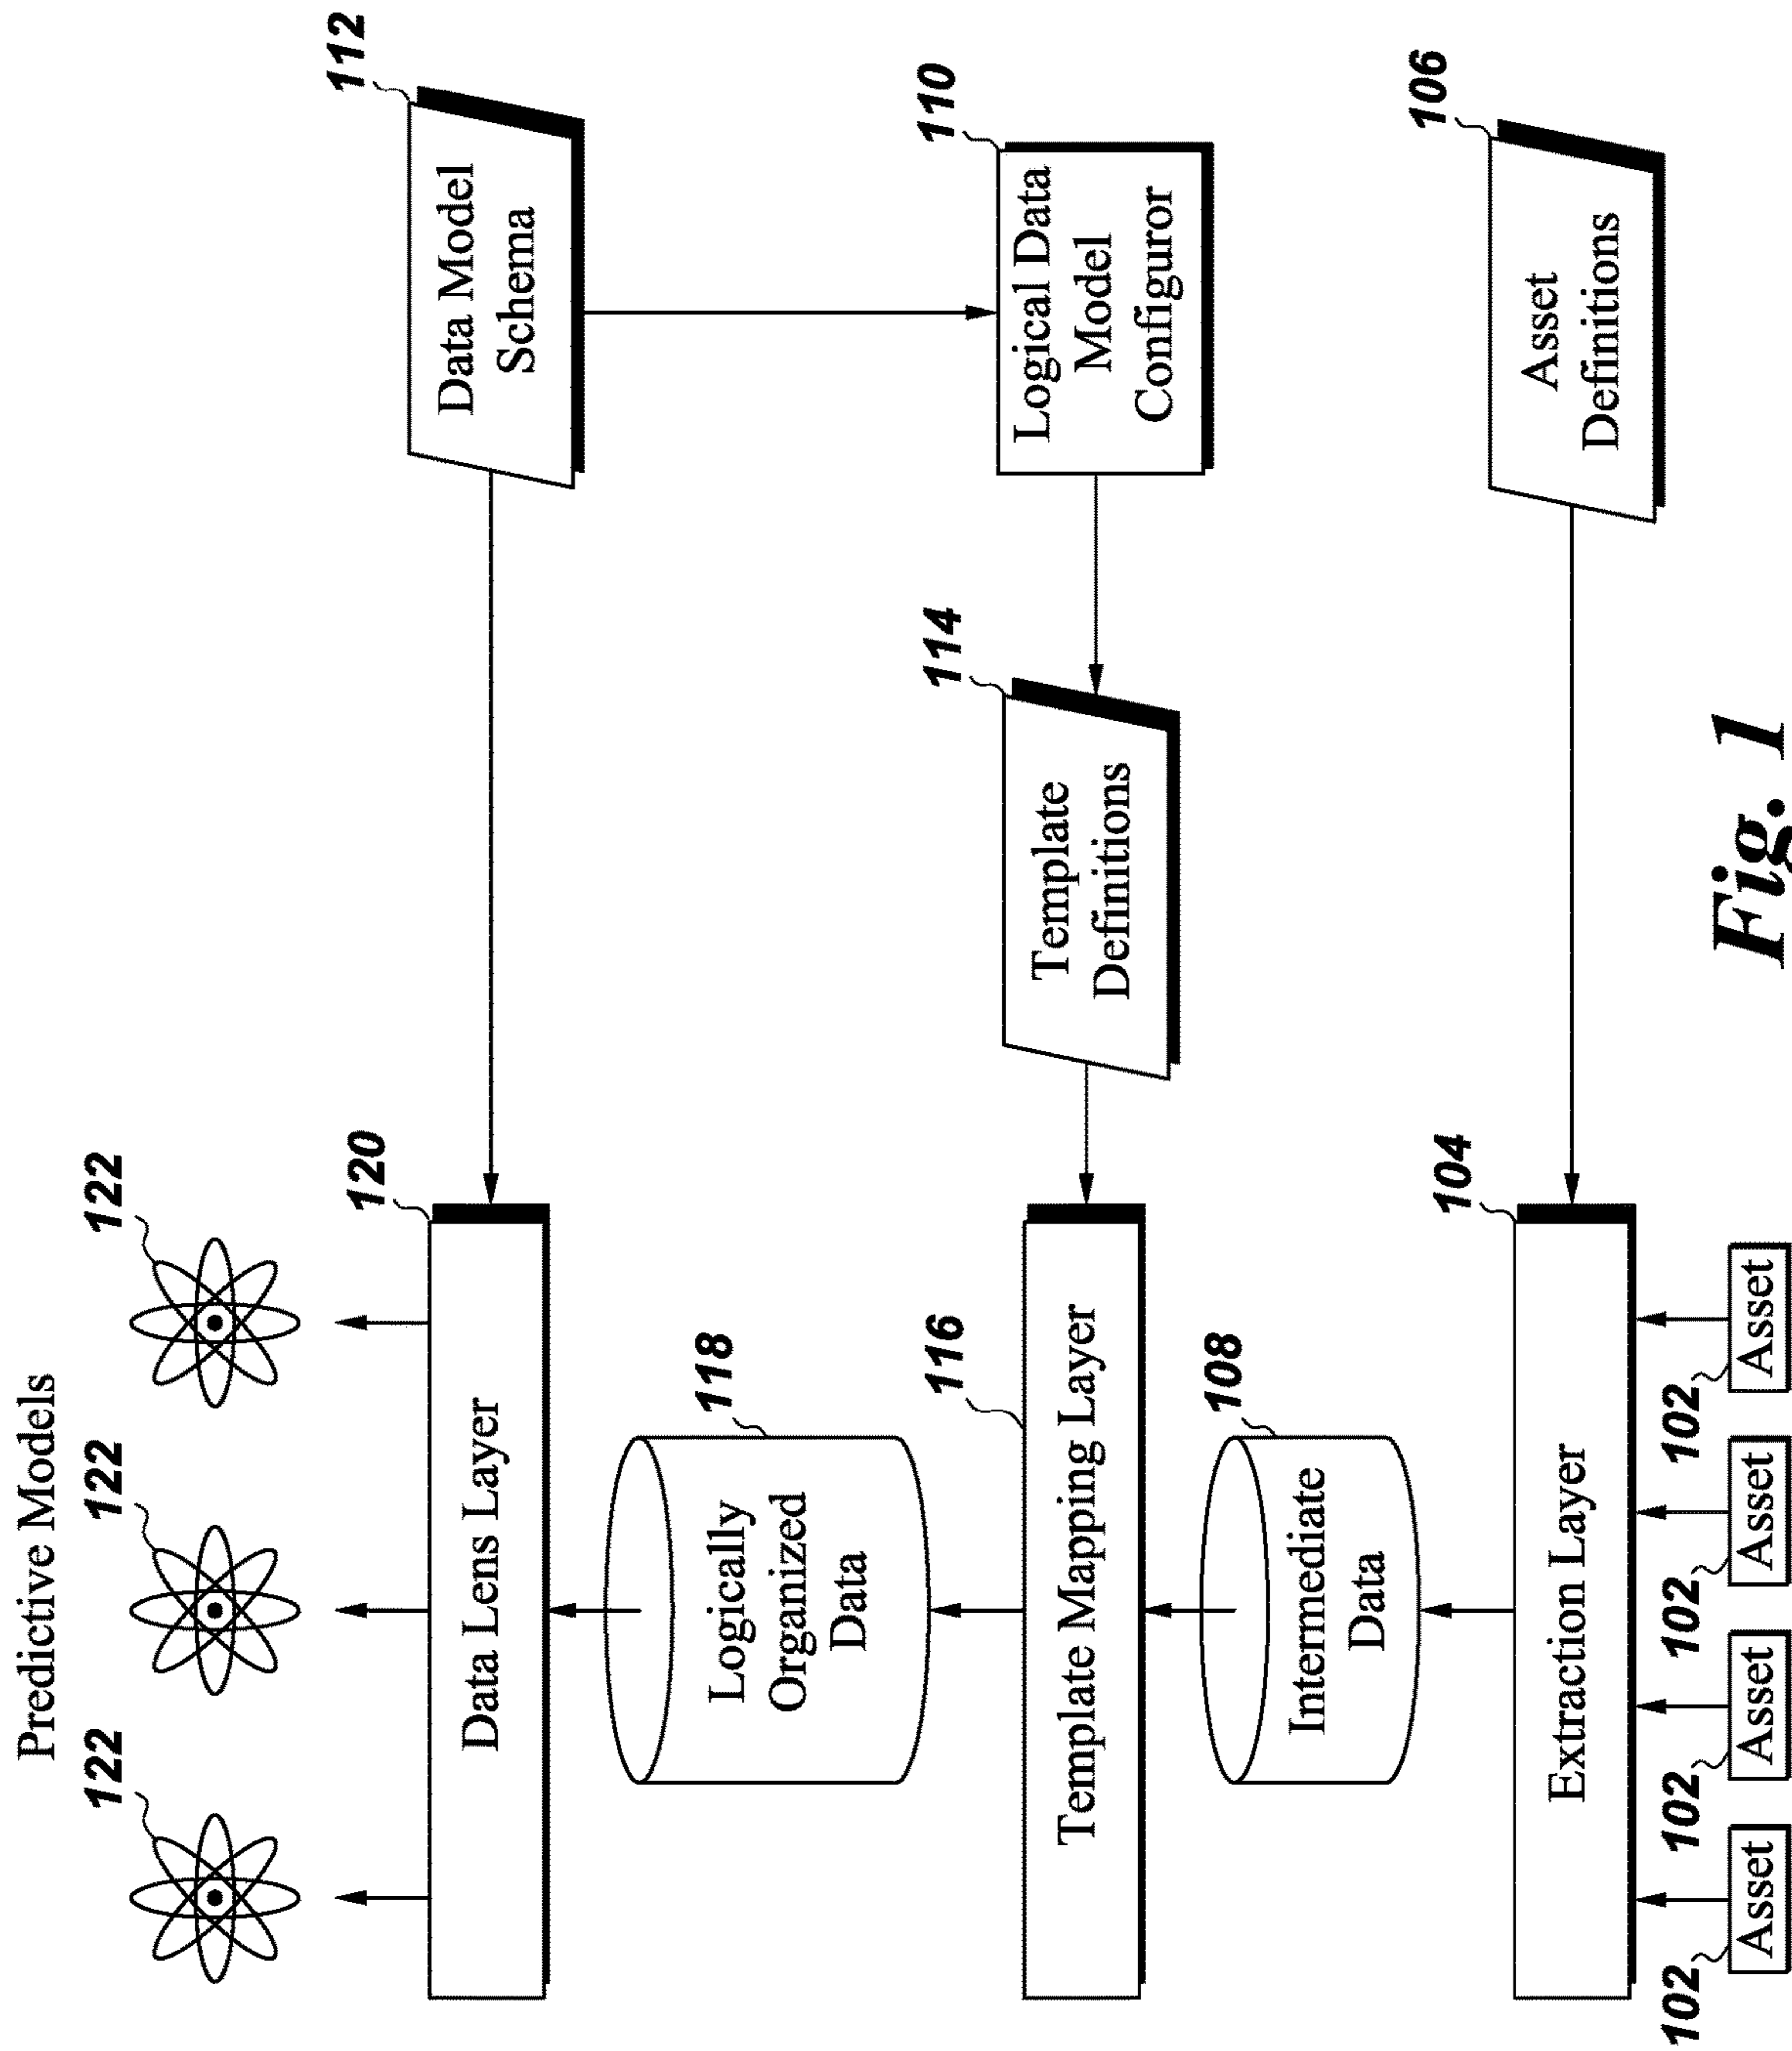 Predictive Models
122
122
122
120
Data Lens Layer
112
Data Model
Schema
118
Logically
Organized
Data
116
Template Mapping Layer
114
Template
Definitions
110
Logical Data
Model
Configuror
108
Intermediate
Data
104
Extraction Layer
106
Asset
Definitions
102
102
102
102
Asset
Asset
Asset
Asset
Fig. 1